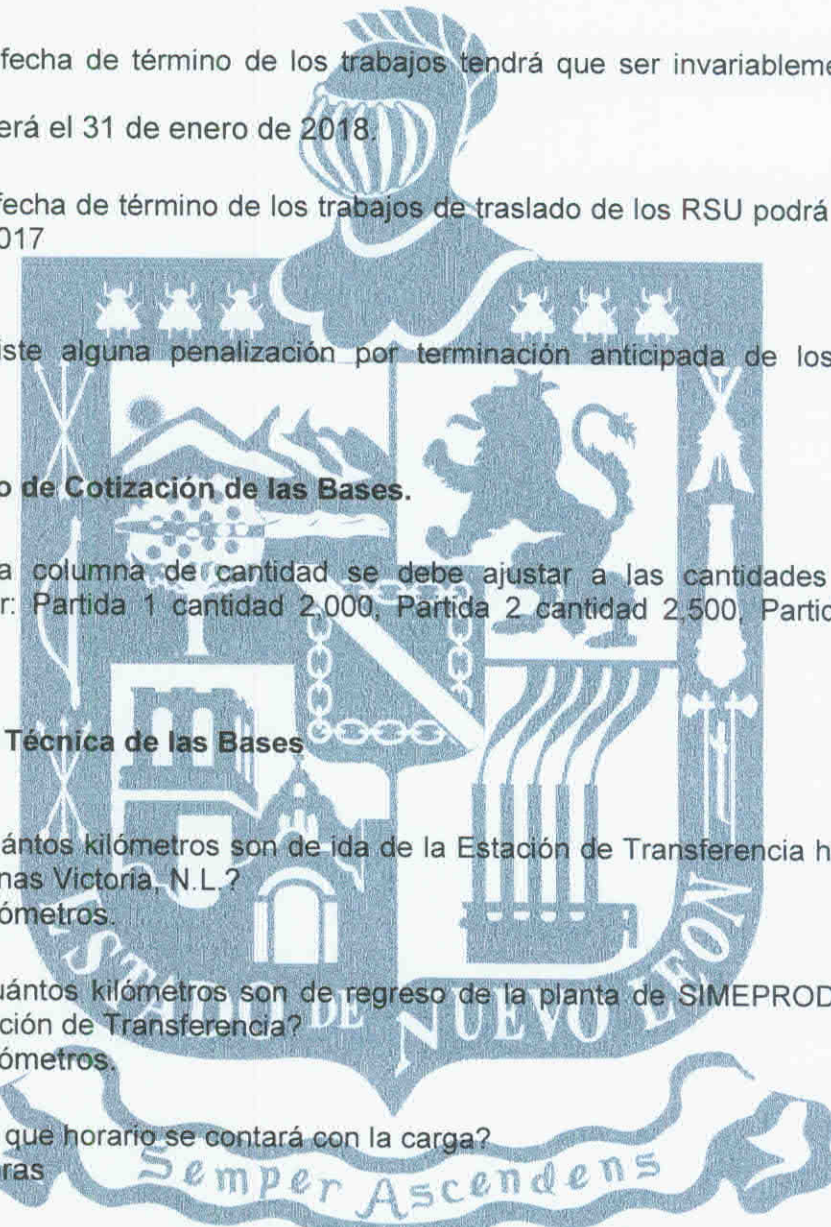 fecha de término de los trabajos tendrá que ser invariableme
erá el 31 de enero de 2018.
fecha de término de los trabajos de traslado de los RSU podrá
017
iste alguna penalización por terminación anticipada de los
o de Cotización de las Bases.
a columna de cantidad se debe ajustar a las cantidades
r: Partida 1 cantidad 2,000, Partida 2 cantidad 2,500, Partic
Técnica de las Bases
ántos kilómetros son de ida de la Estación de Transferencia h
nas Victoria, N.L.?
ómetros.
uántos kilómetros son de regreso de la planta de SIMEPROD
ción de Transferencia?
ómetros.
que horario se contará con la carga?
ras
ESTADO DE NUEVO LEON
Semper Ascendens